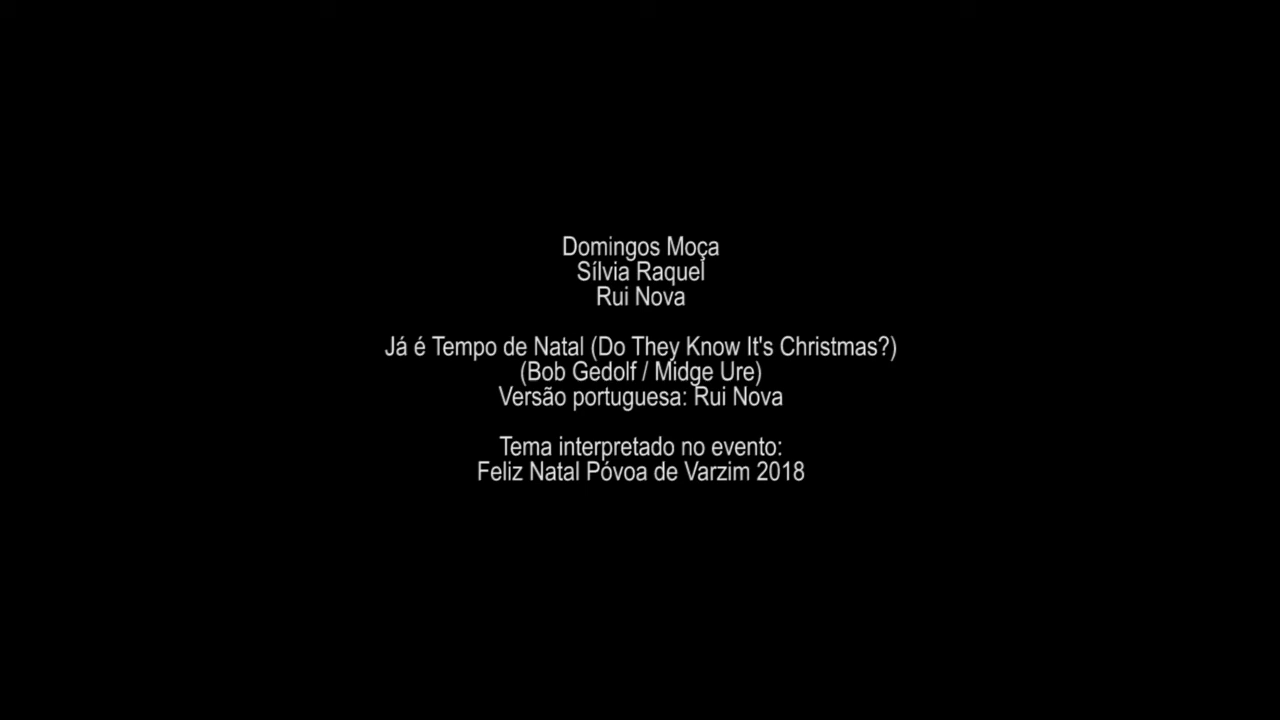 Domingos Moça
Sílvia Raquel
Rui Nova
Já é Tempo de Natal (Do They Know It's Christmas?)
(Bob Gedolf / Midge Ure)
Versão portuguesa: Rui Nova
Tema interpretado no evento:
Feliz Natal Póvoa de Varzim 2018